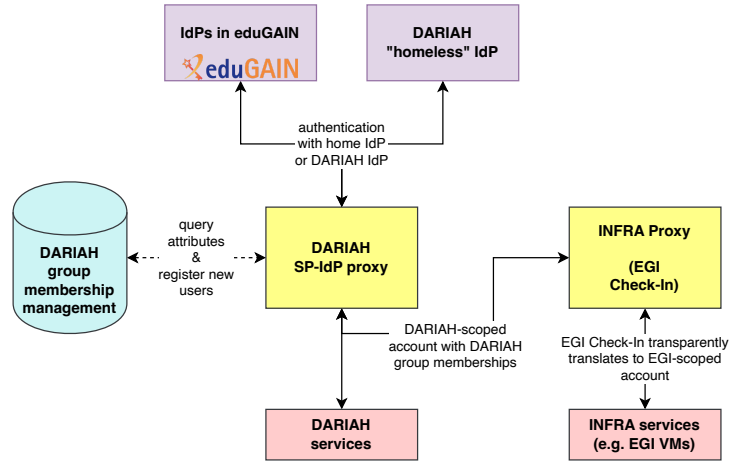 IdPs in eduGAIN
eduGAIN
DARIAH
"homeless" IdP
authentication
with home IdP
or DARIAH IdP
DARIAH
group
membership
management
query
attributes
&
register new
users
DARIAH
SP-IdP proxy
INFRA Proxy
(EGI
Check-In)
DARIAH-scoped
account with DARIAH
group memberships
EGI Check-In transparently
translates to EGI-scoped
account
DARIAH
services
INFRA services
(e.g. EGI VMs)